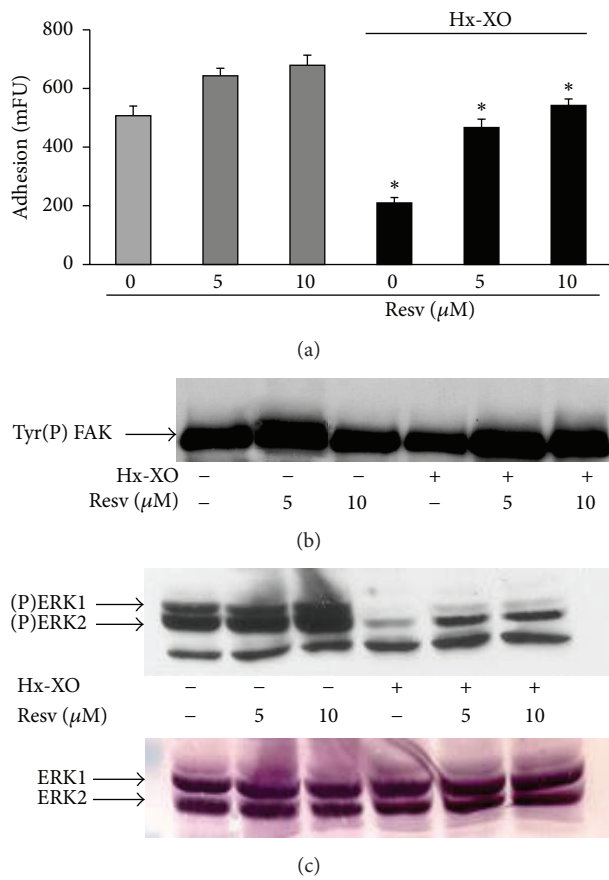 Hx-XO
800
600
400
200
0
Adhesion (mFU)
* * *
0 5 10 0 5 10
Resv (µM)
(a)
Tyr(P) FAK
Hx-XO – – – + + +
Resv (µM) – 5 10 – 5 10
(b)
(P)ERK1
(P)ERK2
Hx-XO – – – + + +
Resv (µM) – 5 10 – 5 10
ERK1
ERK2
(c)